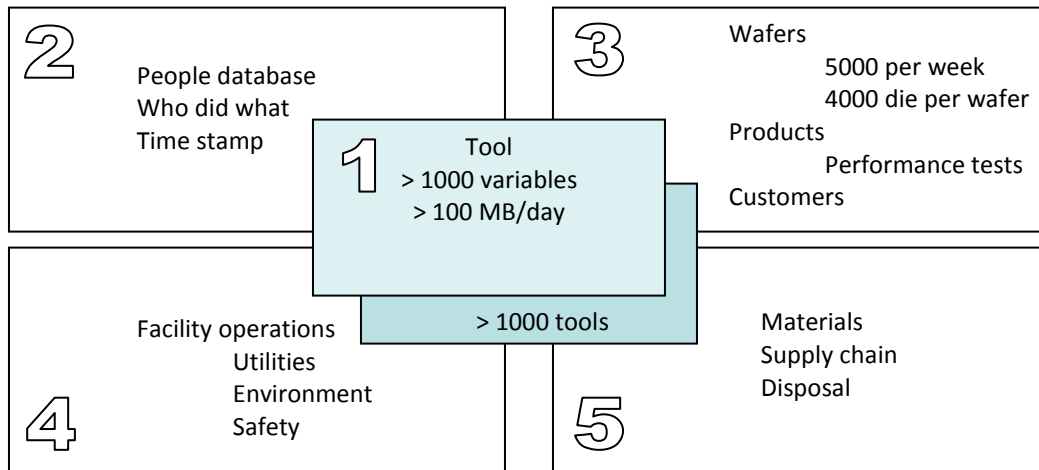 2
People database
Who did what
Time stamp
3
Wafers
5000 per week
4000 die per wafer
Products
Performance tests
Customers
1
Tool
> 1000 variables
> 100 MB/day
> 1000 tools
4
Facility operations
Utilities
Environment
Safety
5
Materials
Supply chain
Disposal